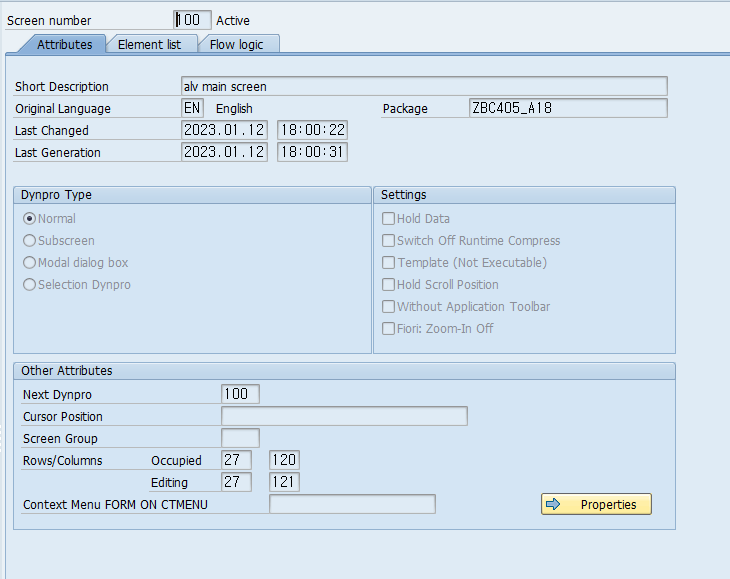 Screen number 100 Active
Attributes Element list Flow logic
Short Description alv main screen
Original Language EN English Package ZBC405_A18
Last Changed 2023.01.12 18:00:22
Last Generation 2023.01.12 18:00:31
Dynpro Type
Normal
Subscreen
Modal dialog box
Selection Dynpro
Settings
Hold Data
Switch Off Runtime Compress
Template (Not Executable)
Hold Scroll Position
Without Application Toolbar
Fiori: Zoom-In Off
Other Attributes
Next Dynpro 100
Cursor Position
Screen Group
Rows/Columns Occupied 27 120
Editing 27 121
Context Menu FORM ON CTMENU Properties